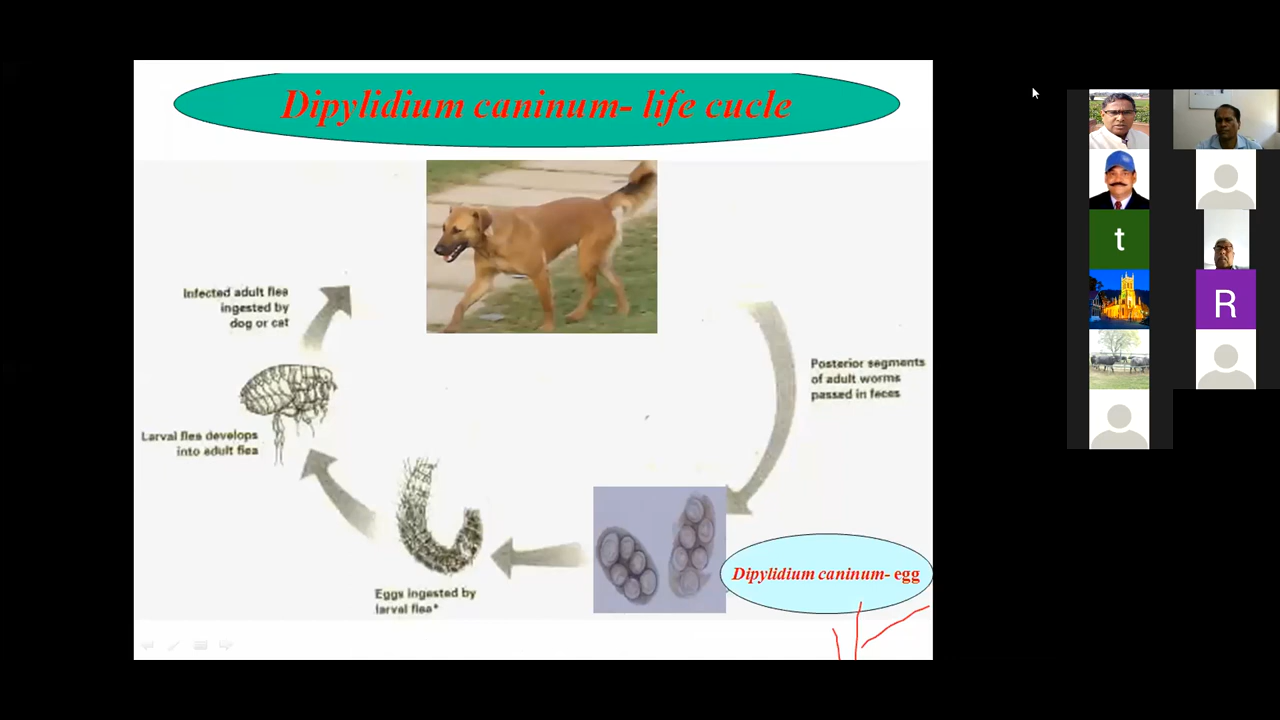 Dipylidium caninum- life cucle
Infected adult flea
ingested by
dog or cat
Posterior segments
of adult worms
passed in feces
Larval flea develops
into adult flea
Dipylidium caninum- egg
Eggs ingested by
larval flea*
t
R